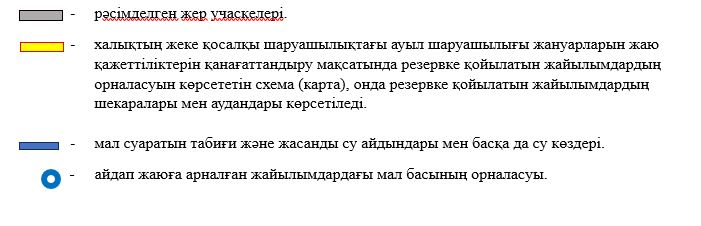 - рәсімделген жер учаскелері.
- халықтың жеке қосалқы шаруашылықтағы ауыл шаруашылығы жануарларын жаю
қажеттіліктерін қанағаттандыру мақсатында резервке қойылатын жайылымдардың
орналасуын көрсететін схема (карта), онда резервке қойылатын жайылымдардың
шекаралары мен аудандары көрсетіледі.
- мал суаратын табиғи және жасанды су айдындары мен басқа да су көздері.
- айдап жаюға арналған жайылымдардағы мал басының орналасуы.